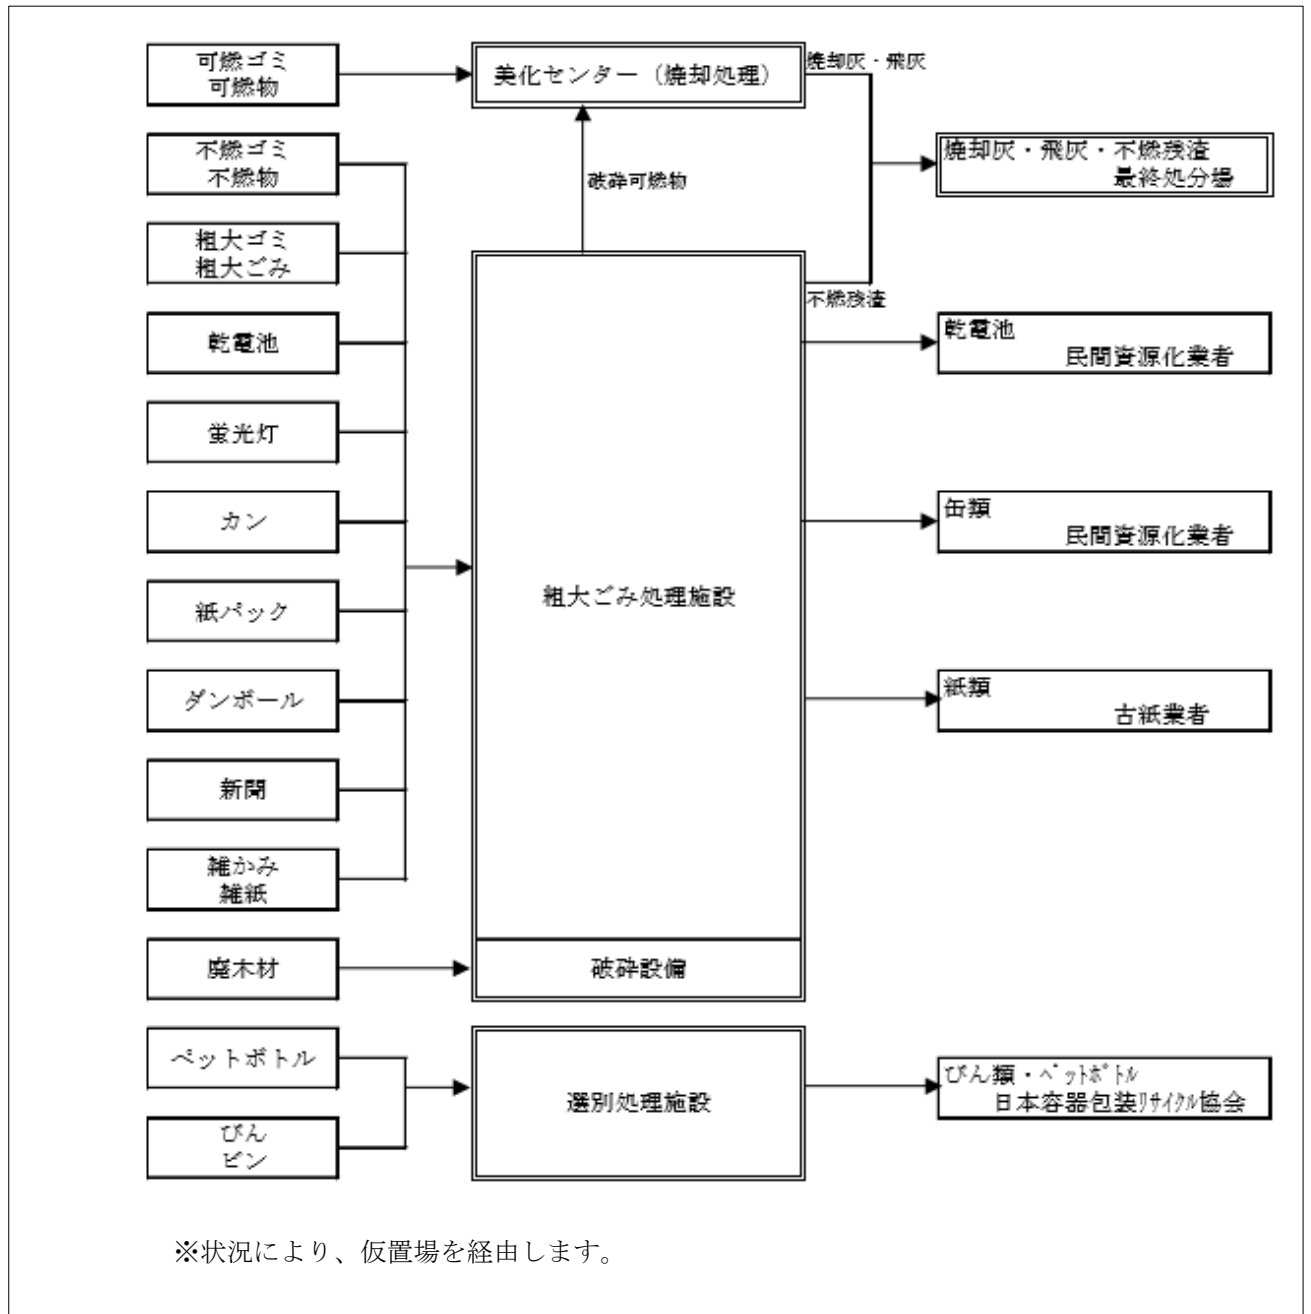 可燃ゴミ
可燃物
美化センター（焼却処理）
焼却灰・飛灰
不燃ゴミ
不燃物
破砕可燃物
焼却灰・飛灰・不燃残渣
最終処分場
粗大ゴミ
粗大ごみ
不燃残渣
乾電池
乾電池
民間資源化業者
蛍光灯
カン
缶類
民間資源化業者
粗大ごみ処理施設
紙パック
ダンボール
紙類
古紙業者
新聞
雑かみ
雑紙
廃木材
破砕設備
ペットボトル
びん
ビン
選別処理施設
びん類・ﾍﾟｯﾄﾎﾞﾄﾙ
日本容器包装ﾘｻｲｸﾙ協会
※状況により、仮置場を経由します。